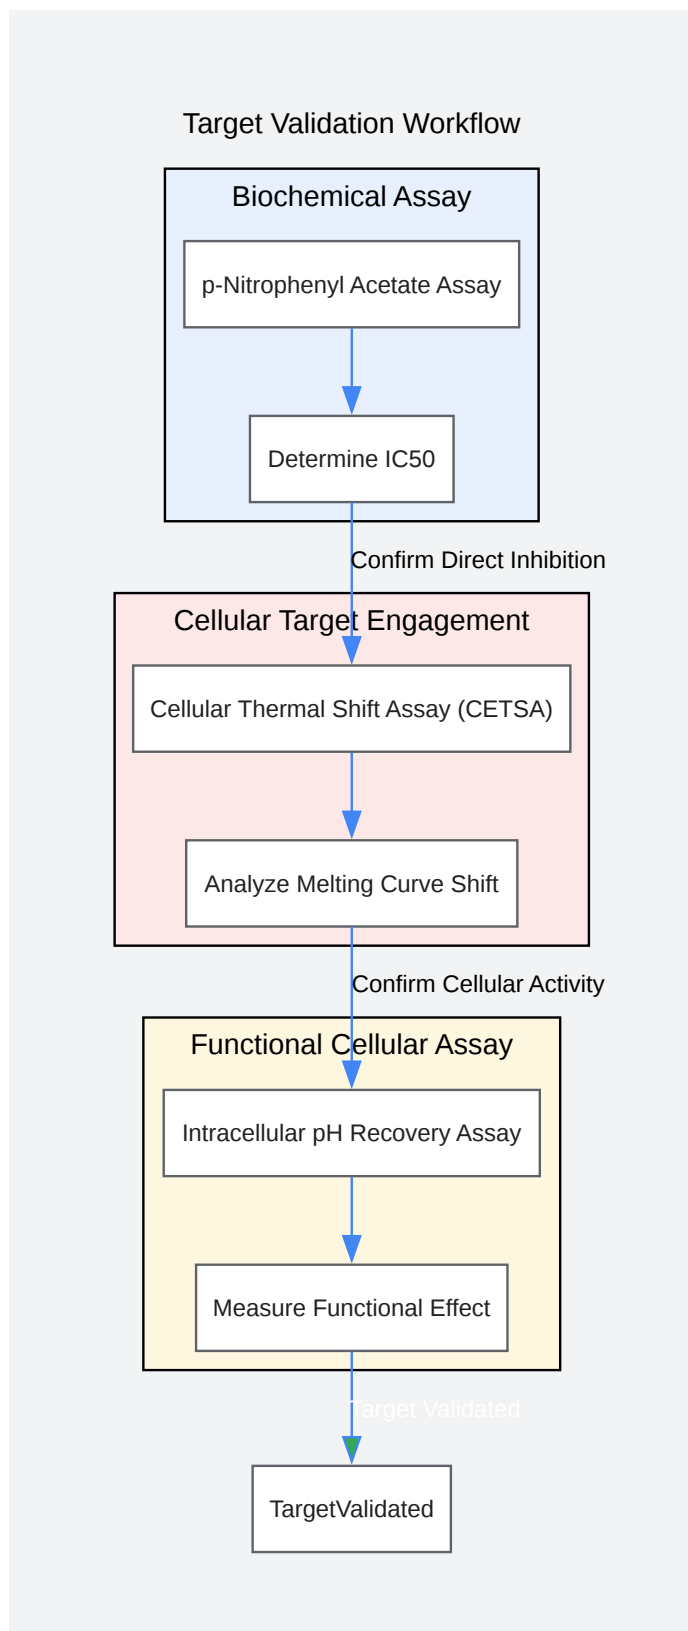 Target Validation Workflow
Biochemical Assay
p-Nitrophenyl Acetate Assay
Determine IC50
Confirm Direct Inhibition
Cellular Target Engagement
Cellular Thermal Shift Assay (CETSA)
Analyze Melting Curve Shift
Confirm Cellular Activity
Functional Cellular Assay
Intracellular pH Recovery Assay
Measure Functional Effect
Target Validated
TargetValidated